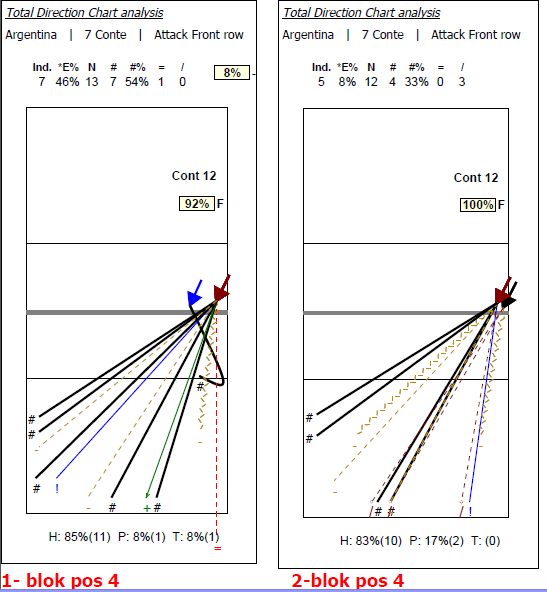 Total Direction Chart analysis
Argentina | 7 Conte | Attack Front row
Ind. *E% N # #% = /
7 46% 13 7 54% 1 0
8% -
Cont 12
92% F
#
#
#
-
# !
- # + #
-
H: 85%(11) P: 8%(1) T: 8%(1)
=
1- blok pos 4
Total Direction Chart analysis
Argentina | 7 Conte | Attack Front row
Ind. *E% N # #% = /
5 8% 12 4 33% 0 3
Cont 12
100% F
#
#
-
-
-
/ # # / !
H: 83%(10) P: 17%(2) T: (0)
2-blok pos 4